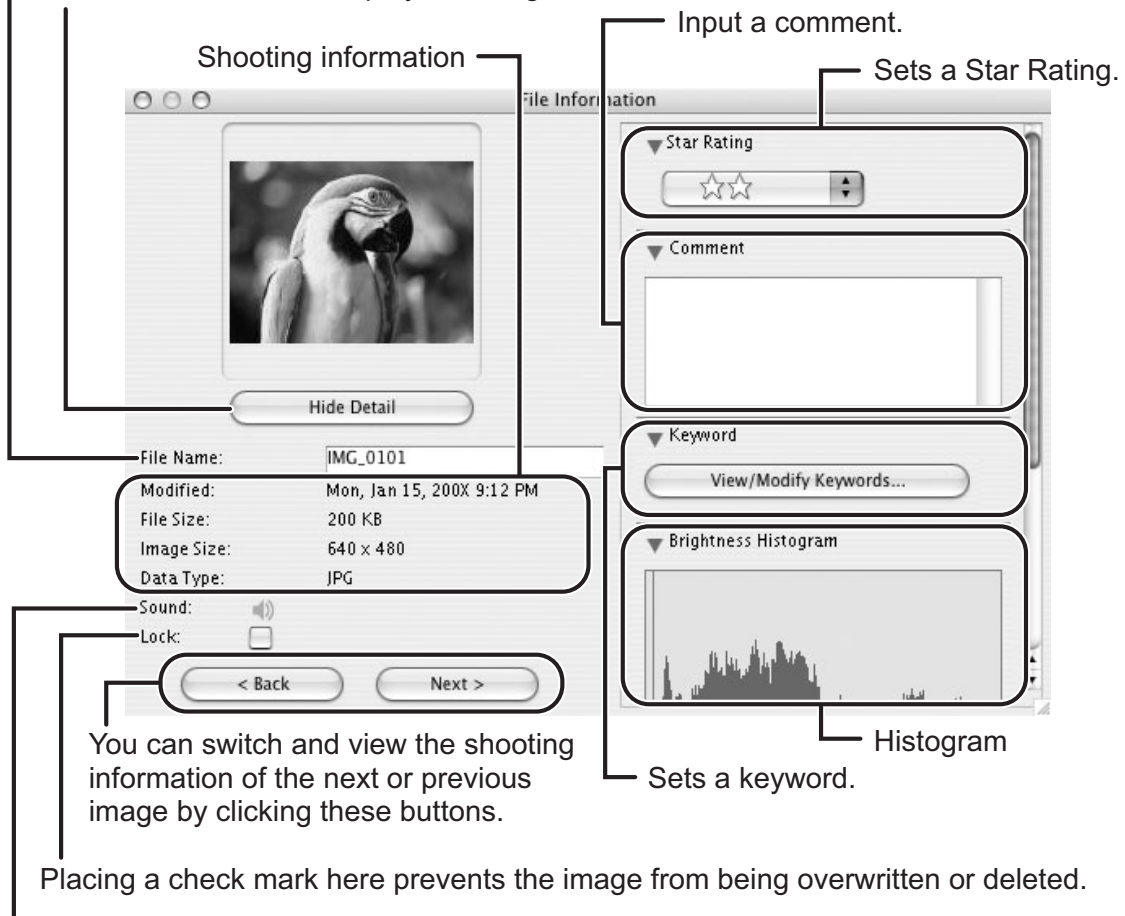 Input a comment.
Shooting information
Sets a Star Rating.
File Information
Star Rating
Comment
Hide Detail
Keyword
File Name: IMG_0101
View/Modify Keywords...
Modified: Mon, Jan 15, 200X 9:12 PM
File Size: 200 KB
Image Size: 640 x 480
Brightness Histogram
Data Type: JPG
Sound:
Lock:
< Back Next >
You can switch and view the shooting
information of the next or previous
image by clicking these buttons.
Histogram
Sets a keyword.
Placing a check mark here prevents the image from being overwritten or deleted.